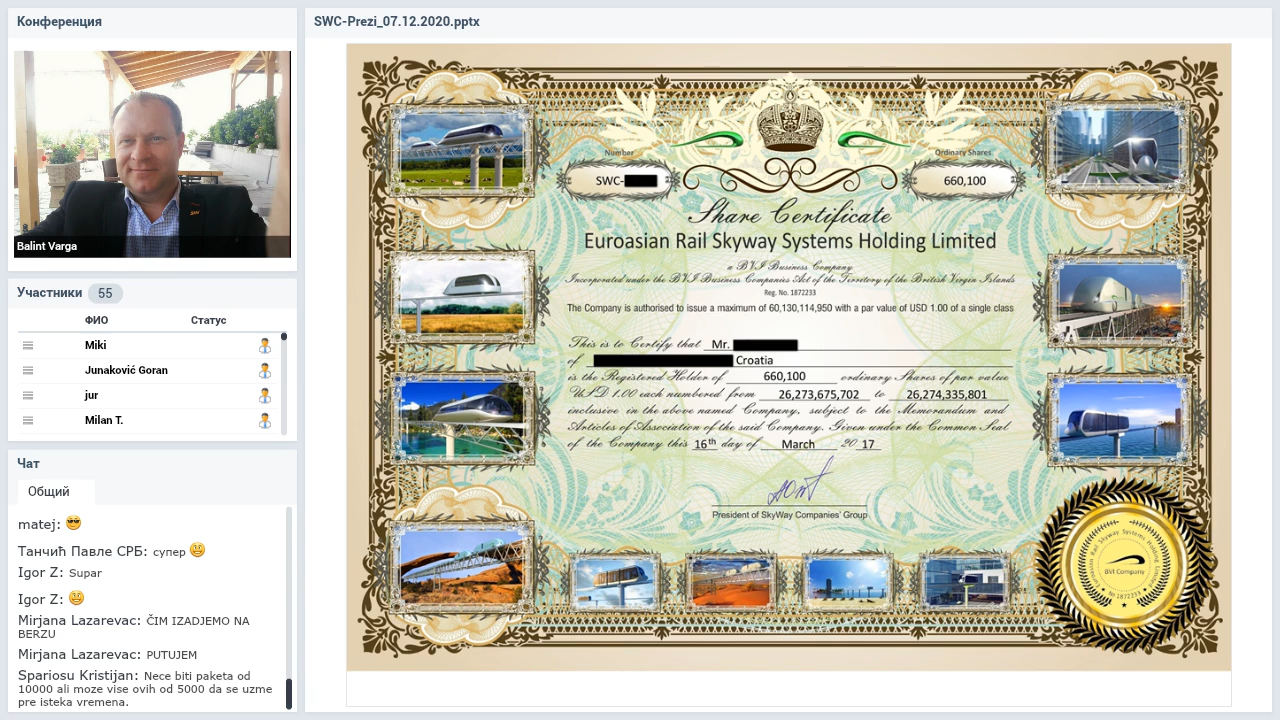 Конференция
Balint Varga
Участники 55
ФИО Статус
Miki
Junaković Goran
jur
Milan T.
Чат
Общий
matej:
Танчић Павле СРБ: супер
Igor Z: Supar
Igor Z:
Mirjana Lazarevac: ČIM IZADJEMO NA
BERZU
Mirjana Lazarevac: PUTUJEM
Spariosu Kristijan: Nece biti paketa od
10000 ali moze vise ovih od 5000 da se uzme
pre isteka vremena.
SWC-Prezi_07.12.2020.pptx
Number
SWC-
Ordinary Shares
660,100
Share Certificate
Euroasian Rail Skyway Systems Holding Limited
a BVI Business Company
Incorporated under the BVI Business Companies Act of the Territory of the British Virgin Islands
Reg. No. 1872233
The Company is authorised to issue a maximum of 60,130,114,950 with a par value of USD 1.00 of a single class
This is to Certify that Mr.
of Croatia
is the Registered Holder of 660,100 ordinary Shares of par value
USD 1.00 each numbered from 26,273,675,702 to 26,274,335,801
inclusive in the above named Company, subject to the Memorandum and
Articles of Association of the said Company. Given under the Common Seal
of the Company this 16th day of March 20 17
President of SkyWay Companies' Group
Rail Skyway Systems Holding
BVI Company
No 1872233